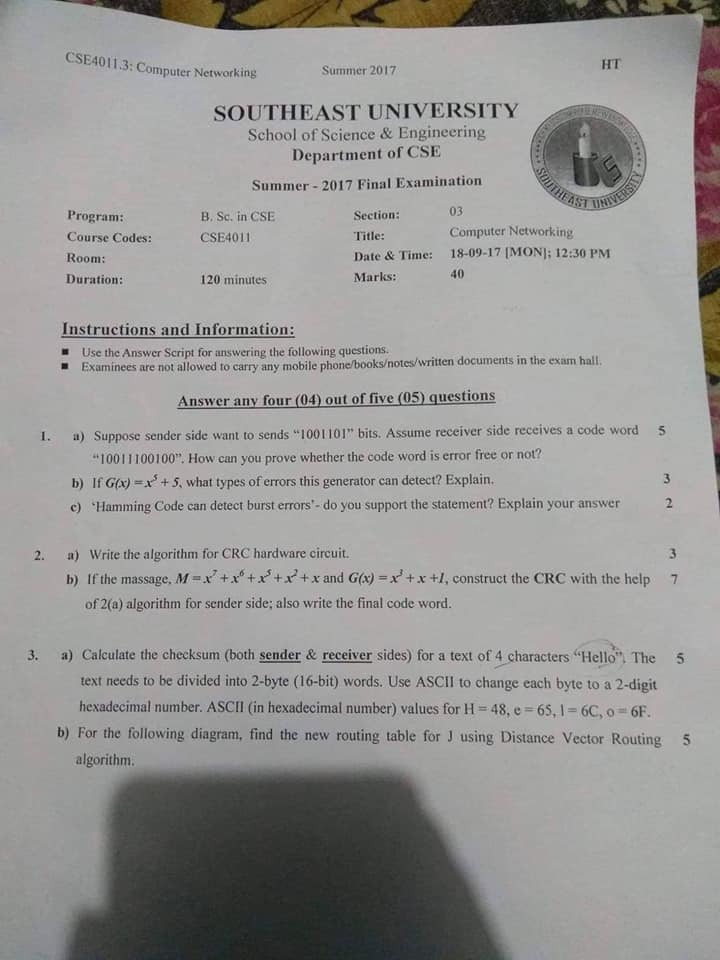 CSE4011.3: Computer Networking Summer 2017 HT
SOUTHEAST UNIVERSITY
School of Science & Engineering
Department of CSE
Summer - 2017 Final Examination
SOUTHEAST UNIVERSITY
Program: B. Sc. in CSE Section: 03
Course Codes: CSE4011 Title: Computer Networking
Room: Date & Time: 18-09-17 [MON]; 12:30 PM
Duration: 120 minutes Marks: 40
Instructions and Information:
▪ Use the Answer Script for answering the following questions.
▪ Examinees are not allowed to carry any mobile phone/books/notes/written documents in the exam hall.
Answer any four (04) out of five (05) questions
1. a) Suppose sender side want to sends “1001101” bits. Assume receiver side receives a code word 5
“10011100100”. How can you prove whether the code word is error free or not?
b) If G(x) = x⁵ + 5, what types of errors this generator can detect? Explain. 3
c) ‘Hamming Code can detect burst errors’- do you support the statement? Explain your answer 2
2. a) Write the algorithm for CRC hardware circuit. 3
b) If the massage, M = x⁷ + x⁶ + x⁵ + x² + x and G(x) = x³ + x +1, construct the CRC with the help 7
of 2(a) algorithm for sender side; also write the final code word.
3. a) Calculate the checksum (both sender & receiver sides) for a text of 4 characters “Hello”. The 5
text needs to be divided into 2-byte (16-bit) words. Use ASCII to change each byte to a 2-digit
hexadecimal number. ASCII (in hexadecimal number) values for H = 48, e = 65, l = 6C, o = 6F.
b) For the following diagram, find the new routing table for J using Distance Vector Routing 5
algorithm.